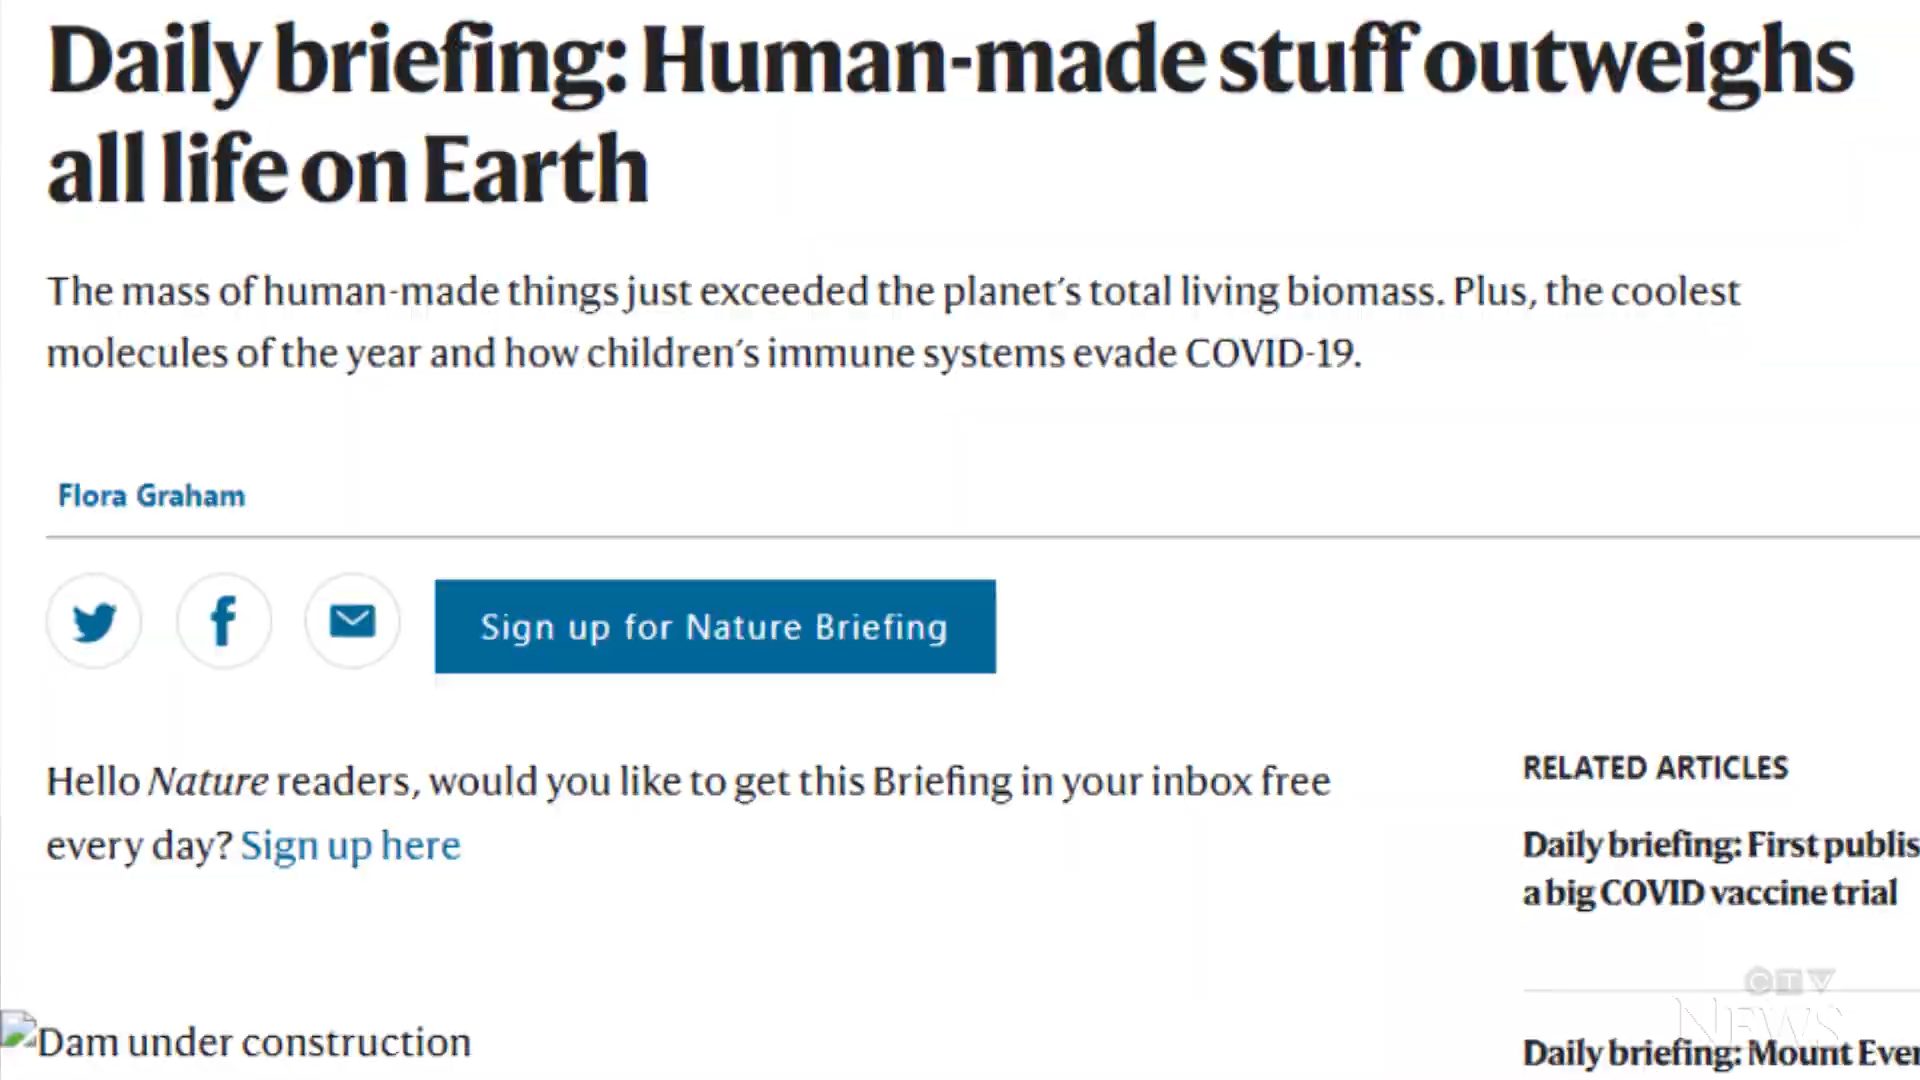 Daily briefing: Human-made stuff outweighs
all life on Earth
The mass of human-made things just exceeded the planet's total living biomass. Plus, the coolest
molecules of the year and how children's immune systems evade COVID-19.
Flora Graham
Sign up for Nature Briefing
Hello Nature readers, would you like to get this Briefing in your inbox free
every day? Sign up here
Dam under construction
RELATED ARTICLES
Daily briefing: First publis
a big COVID vaccine trial
Daily briefing: Mount Ever
CTV
NEWS